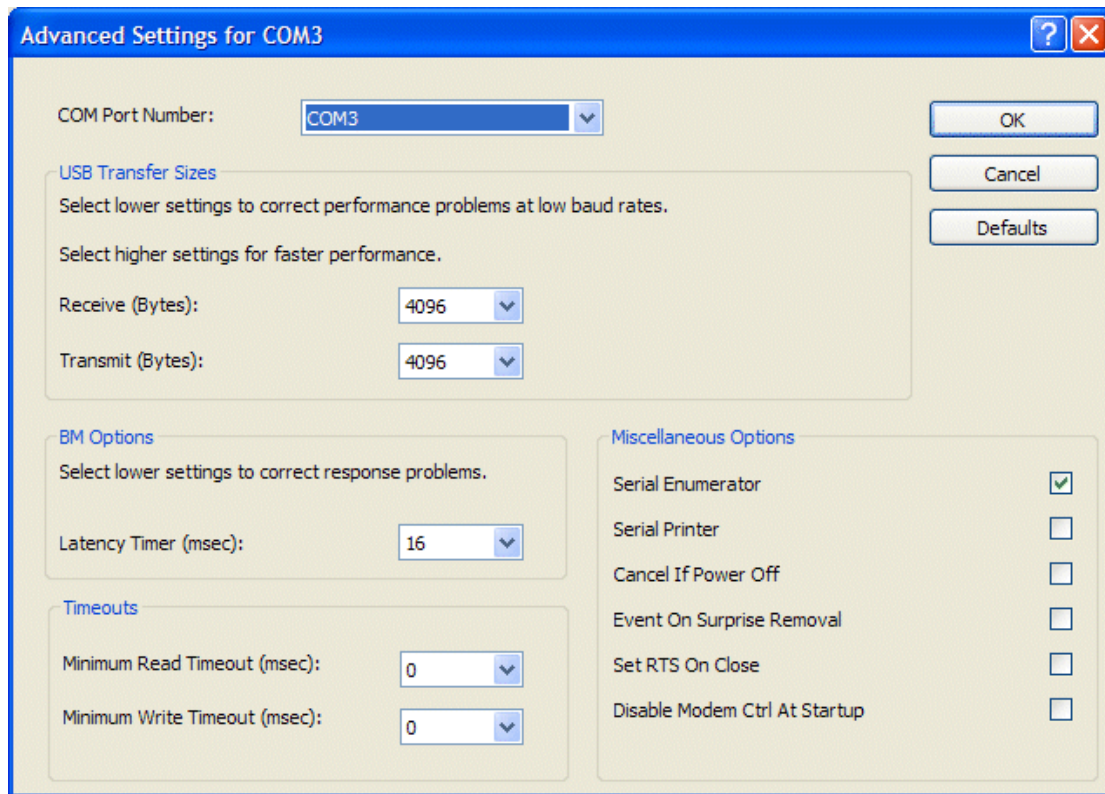 Advanced Settings for COM3
COM Port Number: COM3
OK
USB Transfer Sizes
Cancel
Select lower settings to correct performance problems at low baud rates.
Defaults
Select higher settings for faster performance.
Receive (Bytes): 4096
Transmit (Bytes): 4096
BM Options
Select lower settings to correct response problems.
Latency Timer (msec): 16
Timeouts
Minimum Read Timeout (msec): 0
Minimum Write Timeout (msec): 0
Miscellaneous Options
Serial Enumerator
Serial Printer
Cancel If Power Off
Event On Surprise Removal
Set RTS On Close
Disable Modem Ctrl At Startup